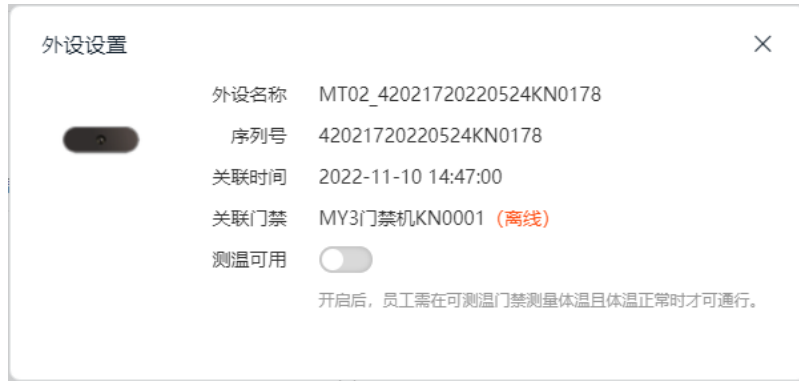 外设设置
外设名称 MT02_42021720220524KN0178
序列号 42021720220524KN0178
关联时间 2022-11-10 14:47:00
关联门禁 MY3门禁机KN0001（离线）
测温可用
开启后，员工需在可测温门禁测量体温且体温正常时才可通行。